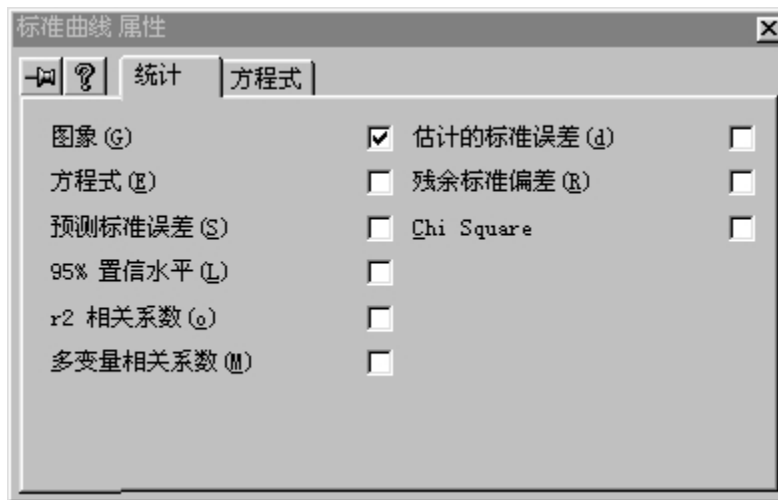 标准曲线 属性
统计 方程式
图象(G) 估计的标准误差(d)
方程式(E) 残余标准偏差(R)
预测标准误差(S) Chi Square
95% 置信水平(L)
r2 相关系数(o)
多变量相关系数(M)